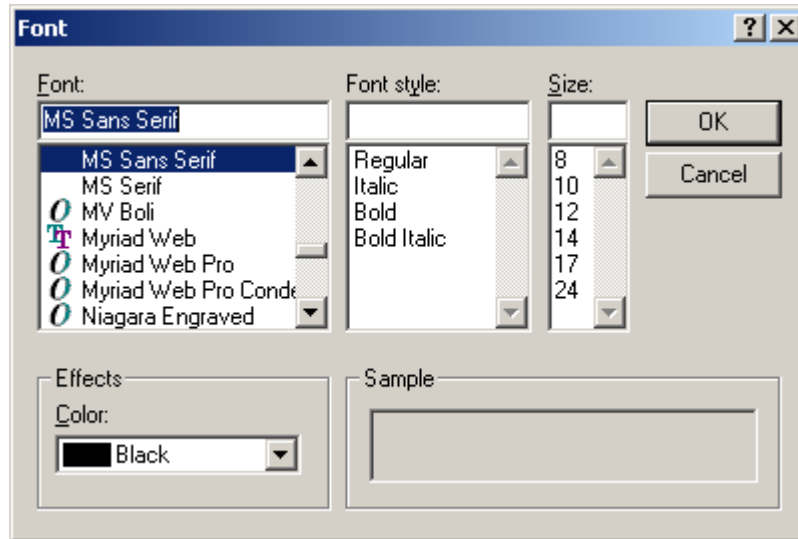 Font
Font: Font style: Size:
MS Sans Serif
OK
Cancel
MS Sans Serif
MS Serif
MV Boli
Myriad Web
Myriad Web Pro
Myriad Web Pro Conde
Niagara Engraved
Regular
Italic
Bold
Bold Italic
8
10
12
14
17
24
Effects
Color:
Black
Sample